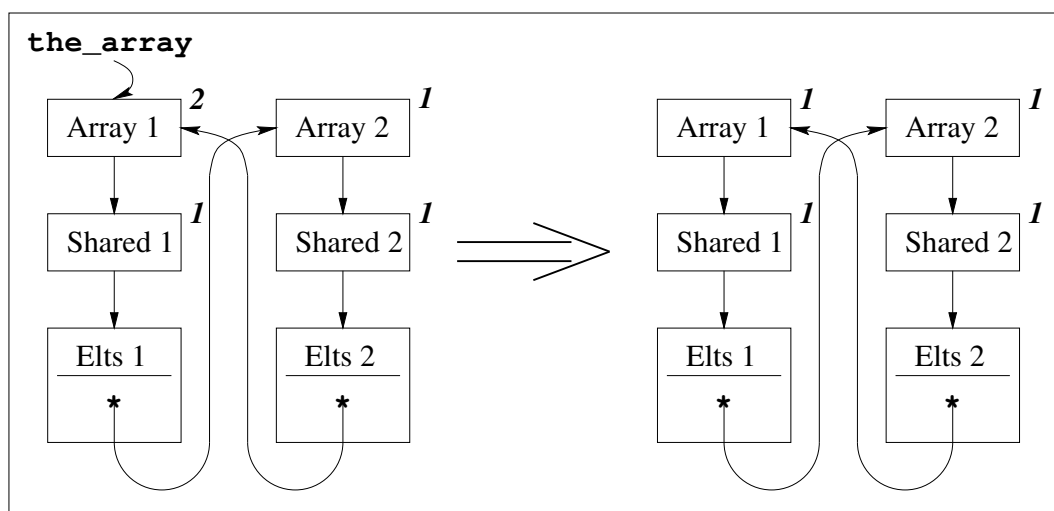 the_array
2 1 1 1
Array 1 Array 2 Array 1 Array 2
1 1 1 1
Shared 1 Shared 2 Shared 1 Shared 2
Elts 1 Elts 2 Elts 1 Elts 2
* * * *